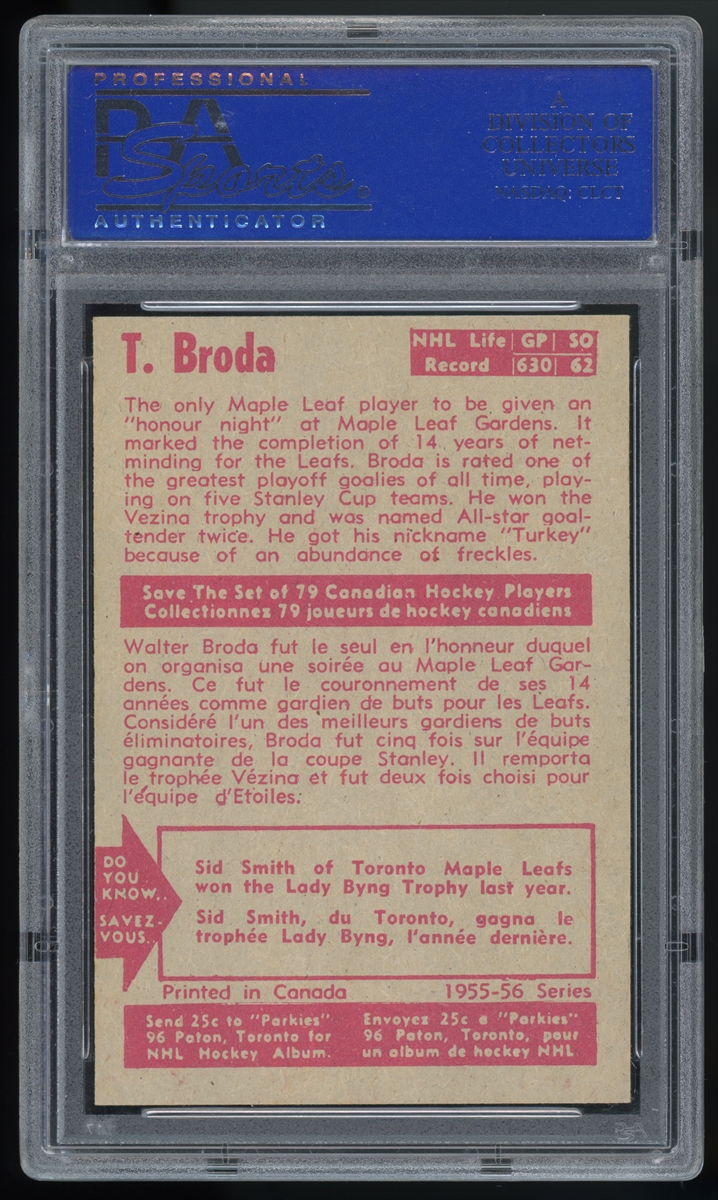 PROFESSIONAL
PSA
Sports
AUTHENTICATOR
A
DIVISION OF
COLLECTORS
UNIVERSE
NASDAQ: CLCT
T. Broda
NHL Life GP SO
Record 630 62
The only Maple Leaf player to be given an
"honour night" at Maple Leaf Gardens. It
marked the completion of 14 years of net-
minding for the Leafs. Broda is rated one of
the greatest playoff goalies of all time, play-
ing on five Stanley Cup teams. He won the
Vezina trophy and was named All-star goal-
tender twice. He got his nickname "Turkey"
because of an abundance of freckles.
Save The Set of 79 Canadian Hockey Players
Collectionnez 79 joueurs de hockey canadiens
Walter Broda fut le seul en l'honneur duquel
on organisa une soirée au Maple Leaf Gar-
dens. Ce fut le couronnement de ses 14
années comme gardien de buts pour les Leafs.
Considéré l'un des meilleurs gardiens de buts
éliminatoires, Broda fut cinq fois sur l'équipe
gagnante de la coupe Stanley. Il remporta
le trophée Vézina et fut deux fois choisi pour
l'équipe d'Etoiles.
DO
YOU
KNOW..
SAVEZ-
VOUS.
Sid Smith of Toronto Maple Leafs
won the Lady Byng Trophy last year.
Sid Smith, du Toronto, gagna le
trophée Lady Byng, l'année dernière.
Printed in Canada 1955-56 Series
Send 25c to "Parkies"
96 Paton, Toronto for
NHL Hockey Album.
Envoyez 25c a "Parkies"
96 Paton, Toronto, pour
un album de hockey NHL
PSA